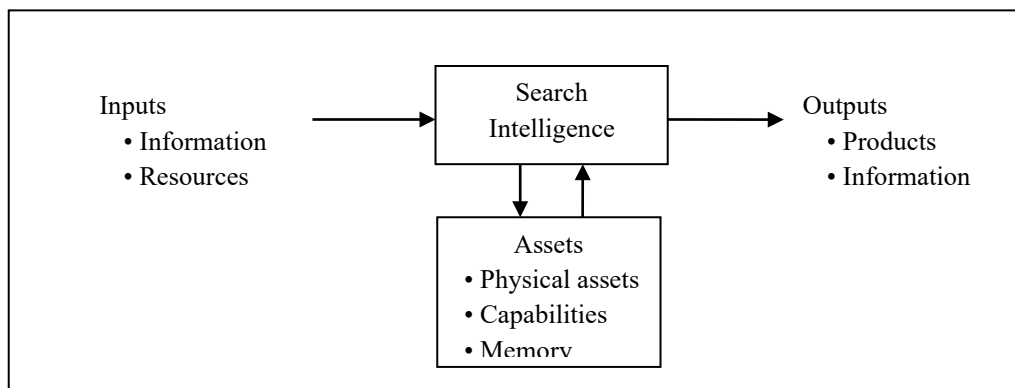 Inputs
• Information
• Resources
Search
Intelligence
Outputs
• Products
• Information
Assets
• Physical assets
• Capabilities
• Memory